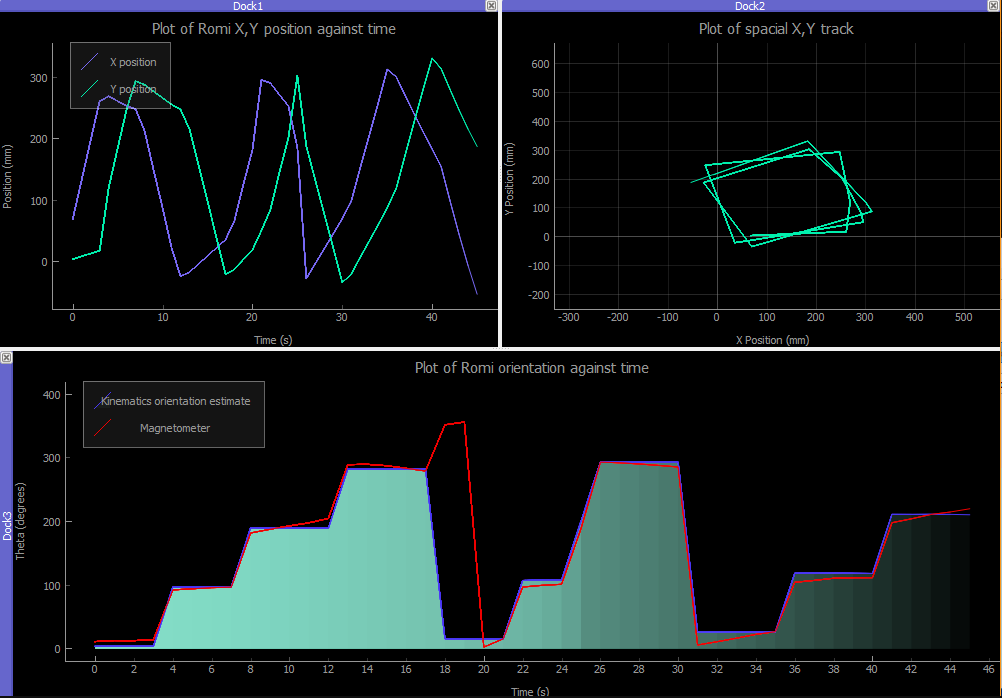 Dock1
Plot of Romi X,Y position against time
X position
Y position
300
200
100
0
Position (mm)
0 10 20 30 40
Time (s)
Dock2
Plot of spacial X,Y track
600
500
400
300
200
100
0
-100
-200
Y Position (mm)
-300 -200 -100 0 100 200 300 400 500
X Position (mm)
Dock3
Plot of Romi orientation against time
Kinematics orientation estimate
Magnetometer
400
300
200
100
0
Theta (degrees)
0 2 4 6 8 10 12 14 16 18 20 22 24 26 28 30 32 34 36 38 40 42 44 46
Time (s)